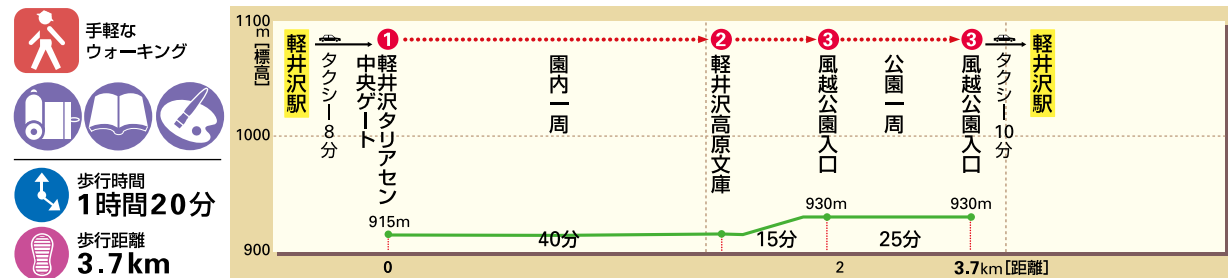 手軽な
ウォーキング
歩行時間
1時間20分
歩行距離
3.7km
1100
m
[標高]
1000
900
軽井沢駅
タクシー8分
1
軽井沢タリアセン
中央ゲート
園内一周
2
軽井沢高原文庫
3
風越公園入口
公園一周
3
風越公園入口
タクシー10分
軽井沢駅
915m
40分
15分
930m
25分
930m
0
2
3.7km[距離]